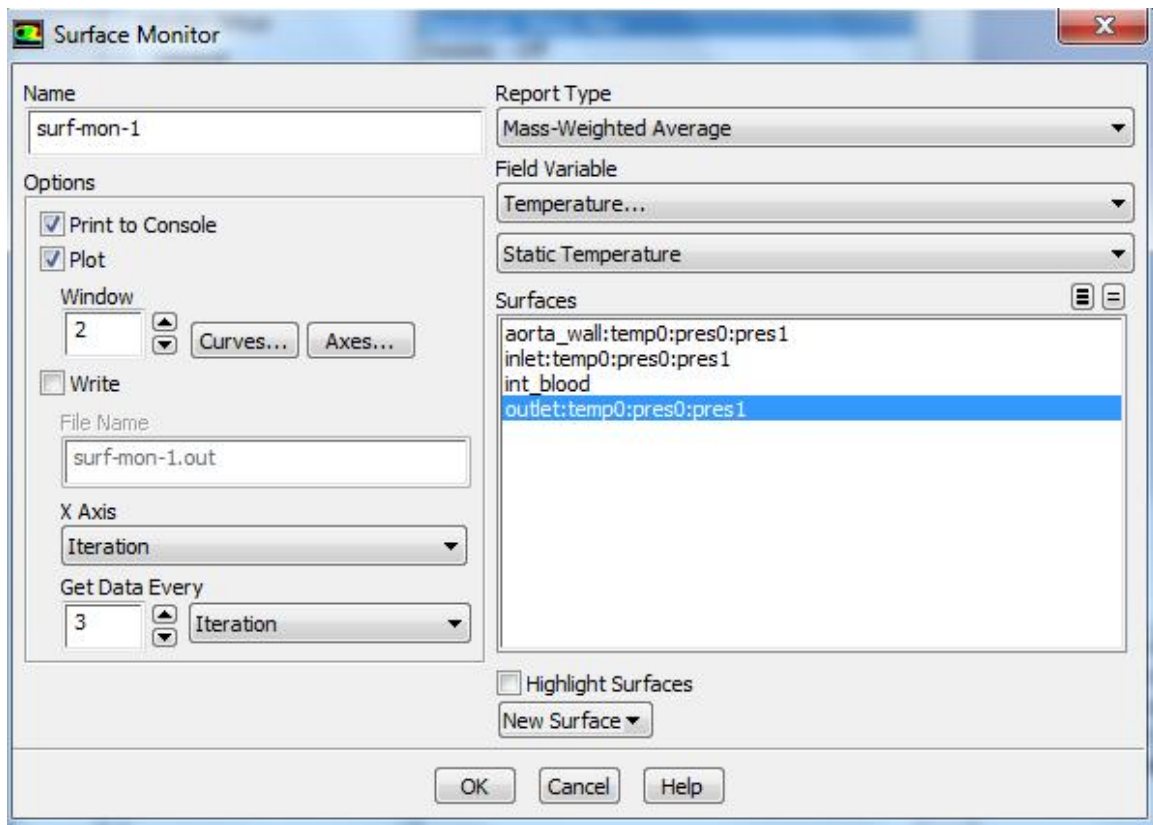 Surface Monitor
Name
surf-mon-1
Options
Print to Console
Plot
Window
2
Curves...
Axes...
Write
File Name
surf-mon-1.out
X Axis
Iteration
Get Data Every
3
Iteration
Report Type
Mass-Weighted Average
Field Variable
Temperature...
Static Temperature
Surfaces
aorta_wall:temp0:pres0:pres1
inlet:temp0:pres0:pres1
int_blood
outlet:temp0:pres0:pres1
Highlight Surfaces
New Surface
OK
Cancel
Help